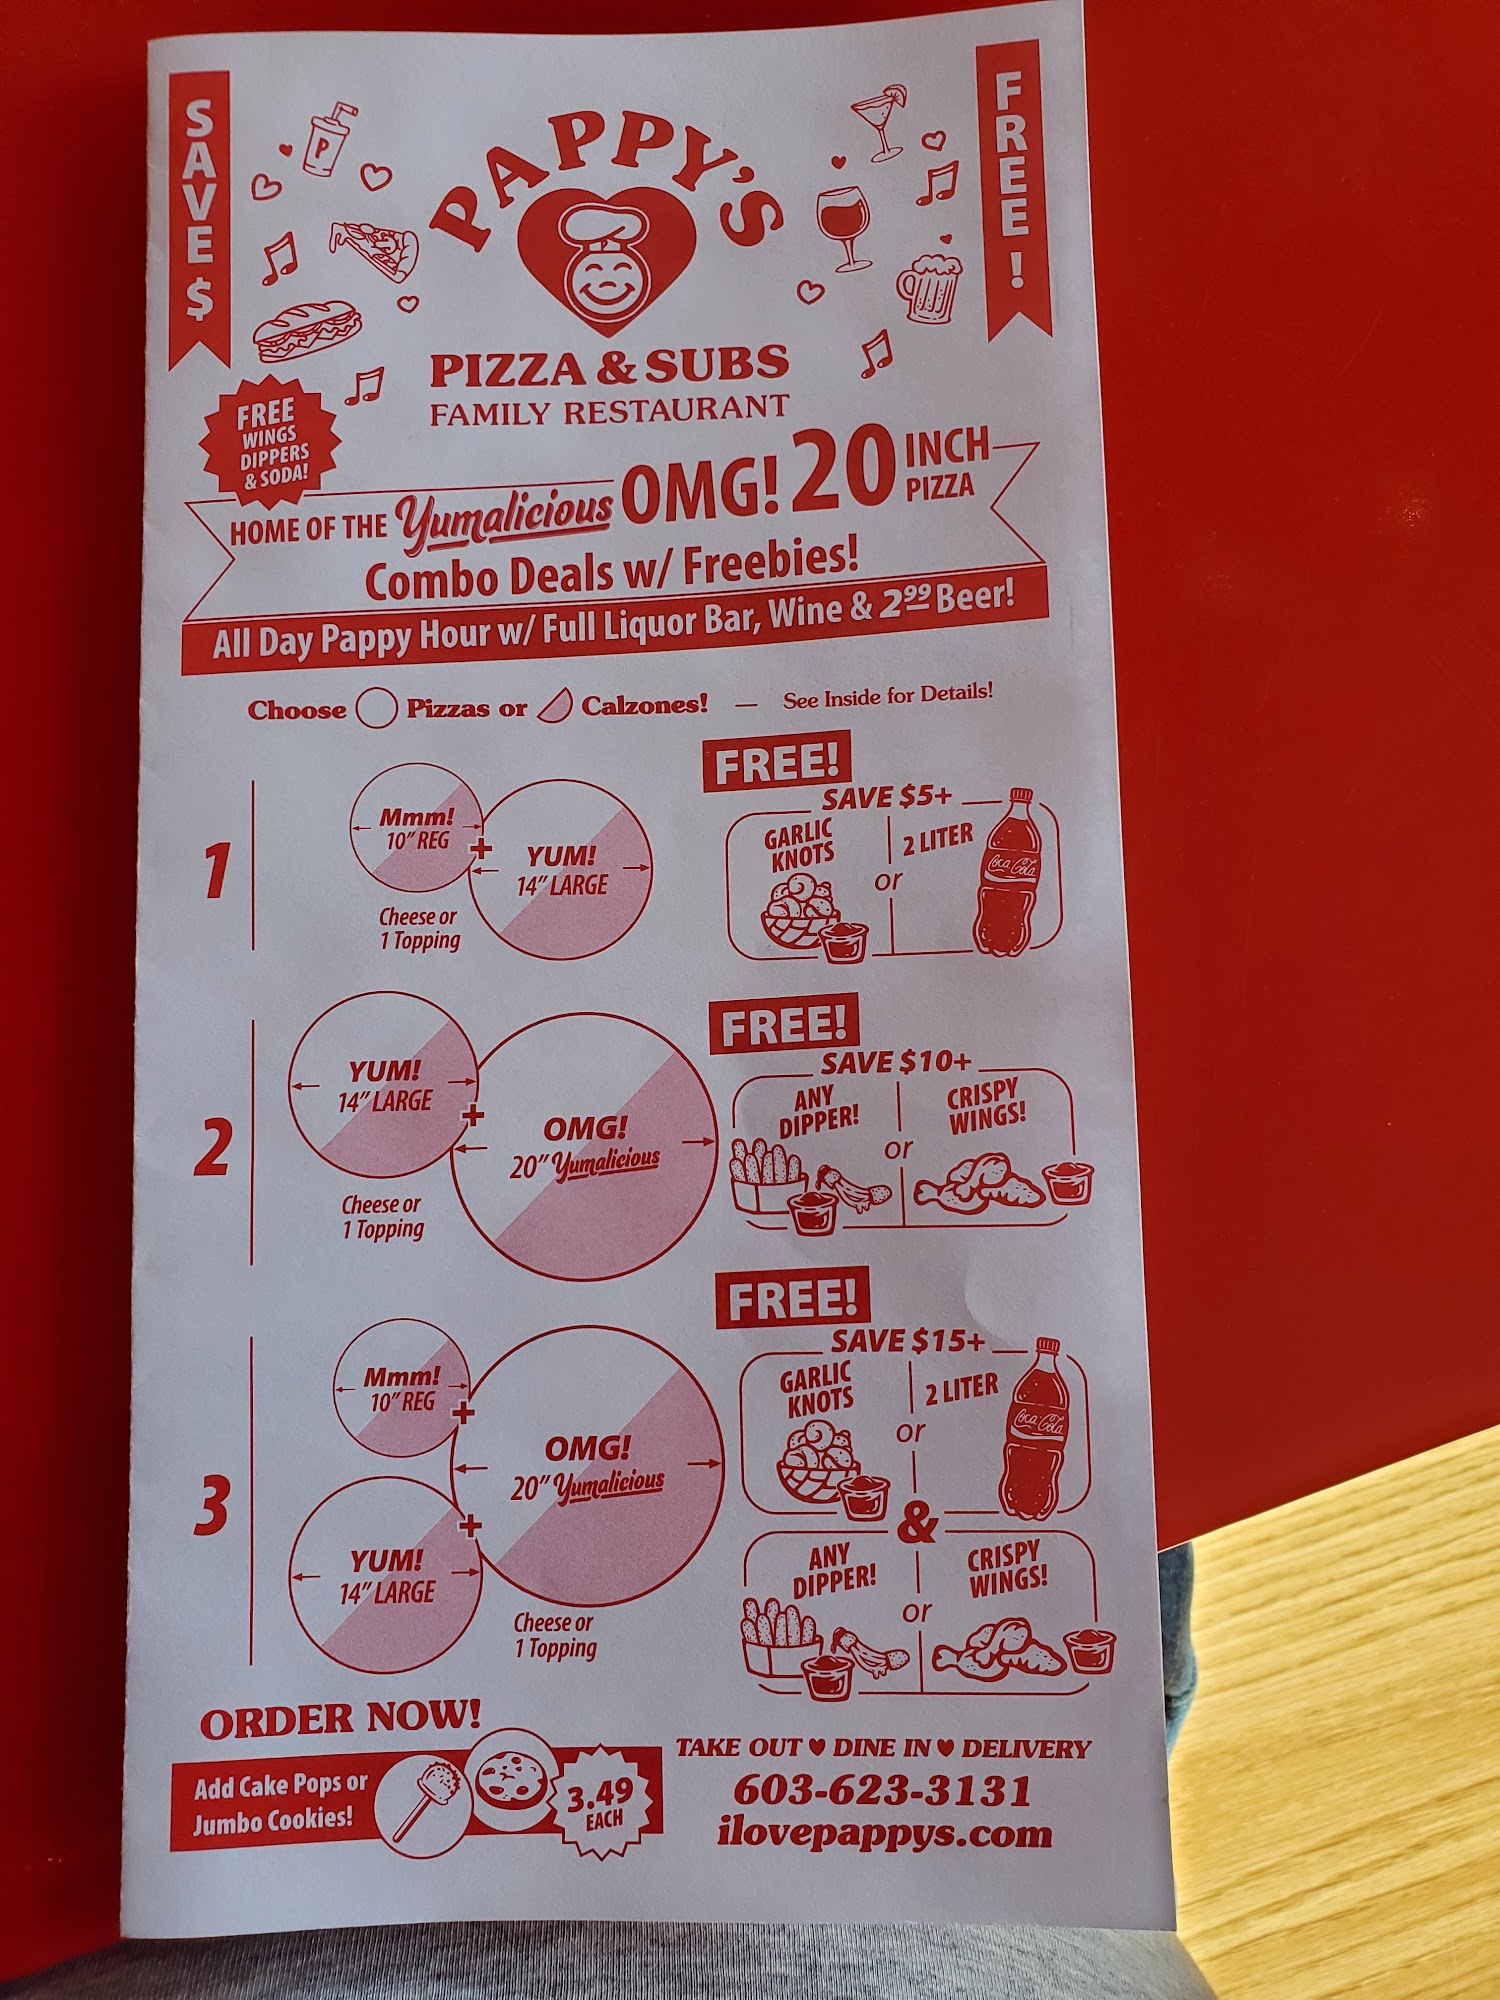 SAVE $
FREE!
P
PAPPY'S
P
PIZZA & SUBS
FAMILY RESTAURANT
FREE
WINGS
DIPPERS
& SODA!
HOME OF THE Yumalicious OMG! 20 INCH PIZZA
Combo Deals w/ Freebies!
All Day Pappy Hour w/ Full Liquor Bar, Wine & 2.99 Beer!
Choose Pizzas or Calzones! — See Inside for Details!
1
Mmm!
10" REG
+
YUM!
14" LARGE
Cheese or
1 Topping
FREE!
SAVE $5+
GARLIC
KNOTS
or
2 LITER
Coca-Cola
2
YUM!
14" LARGE
+
OMG!
20" Yumalicious
Cheese or
1 Topping
FREE!
SAVE $10+
ANY
DIPPER!
or
CRISPY
WINGS!
3
Mmm!
10" REG
+
OMG!
20" Yumalicious
+
YUM!
14" LARGE
Cheese or
1 Topping
FREE!
SAVE $15+
GARLIC
KNOTS
or
2 LITER
Coca-Cola
&
ANY
DIPPER!
or
CRISPY
WINGS!
ORDER NOW!
Add Cake Pops or
Jumbo Cookies!
3.49
EACH
TAKE OUT ♥ DINE IN ♥ DELIVERY
603-623-3131
ilovepappys.com